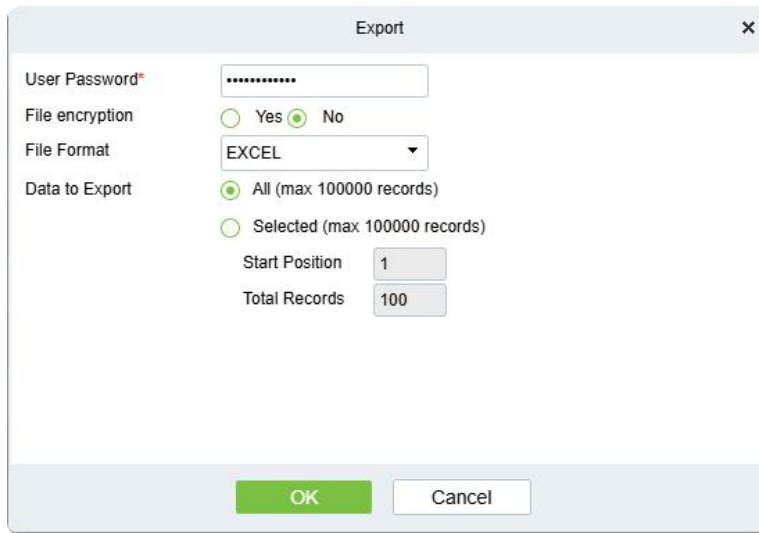 Export
User Password*
••••••••••••
File encryption Yes No
File Format EXCEL
Data to Export All (max 100000 records)
Selected (max 100000 records)
Start Position 1
Total Records 100
OK Cancel